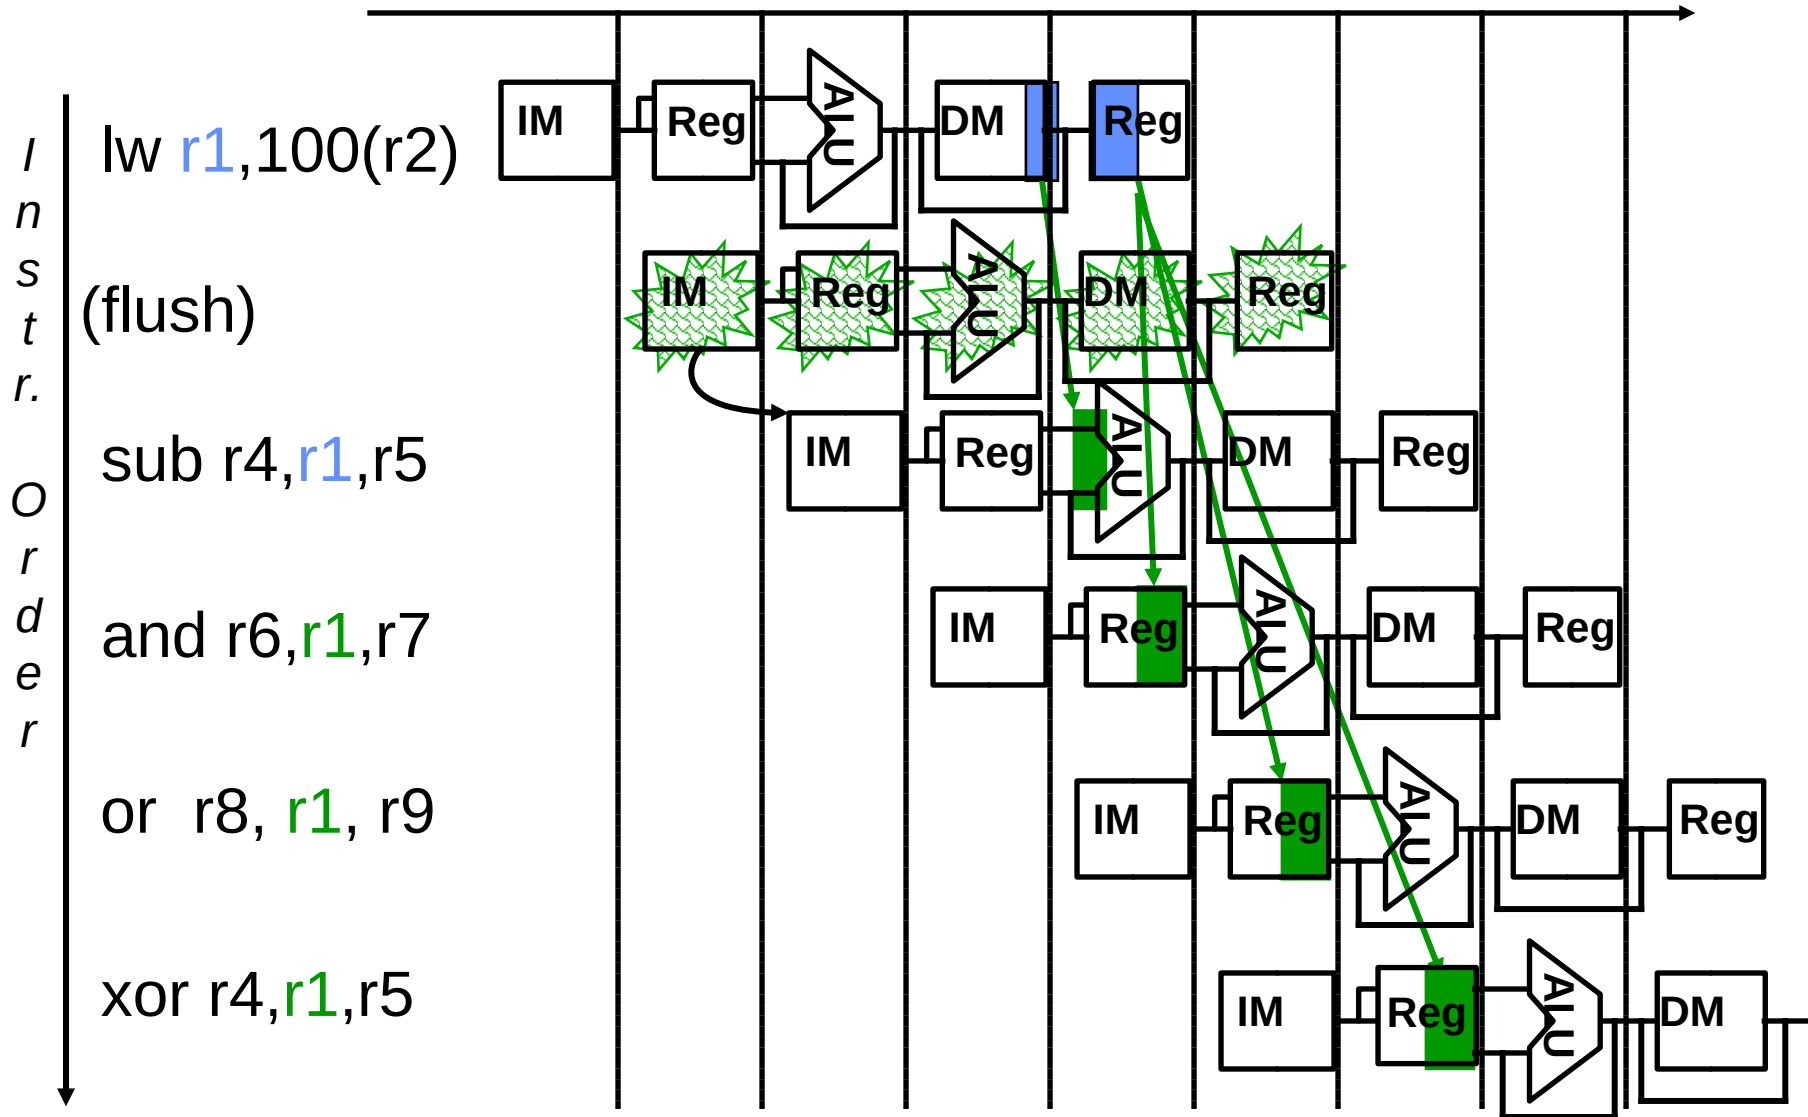 Instr. Order
lw r1,100(r2)
IM Reg ALU DM Reg
(flush)
IM Reg ALU DM Reg
sub r4,r1,r5
IM Reg ALU DM Reg
and r6,r1,r7
IM Reg ALU DM Reg
or r8, r1, r9
IM Reg ALU DM Reg
xor r4,r1,r5
IM Reg ALU DM